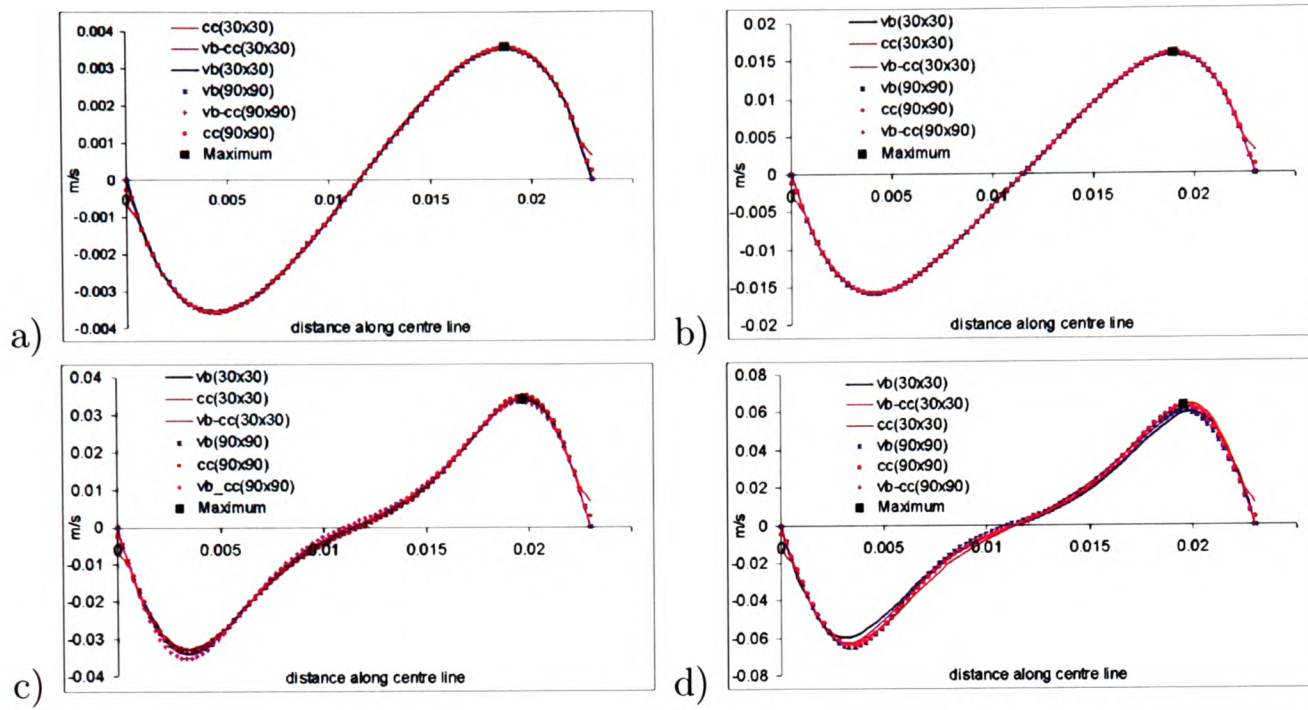 0.004
0.003
0.002
0.001
0
-0.001
-0.002
-0.003
-0.004
m/s
cc(30x30)
vb-cc(30x30)
vb(30x30)
vb(90x90)
vb-cc(90x90)
cc(90x90)
Maximum
0 0.005 0.01 0.015 0.02
distance along centre line
a)
0.02
0.015
0.01
0.005
0
-0.005
-0.01
-0.015
-0.02
m/s
vb(30x30)
cc(30x30)
vb-cc(30x30)
vb(90x90)
cc(90x90)
vb-cc(90x90)
Maximum
0 0.005 0.01 0.015 0.02
distance along centre line
b)
0.04
0.03
0.02
0.01
0
-0.01
-0.02
-0.03
-0.04
m/s
vb(30x30)
cc(30x30)
vb-cc(30x30)
vb(90x90)
cc(90x90)
vb_cc(90x90)
Maximum
0 0.005 0.01 0.015 0.02
distance along centre line
c)
0.08
0.06
0.04
0.02
0
-0.02
-0.04
-0.06
-0.08
m/s
vb(30x30)
vb-cc(30x30)
cc(30x30)
vb(90x90)
cc(90x90)
vb-cc(90x90)
Maximum
0 0.005 0.01 0.015 0.02
distance along centre line
d)